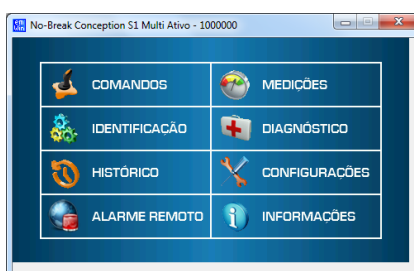 No-Break Conception S1 Multi Ativo - 1000000
COMANDOS
MEDIÇÕES
IDENTIFICAÇÃO
DIAGNÓSTICO
HISTÓRICO
CONFIGURAÇÕES
ALARME REMOTO
INFORMAÇÕES